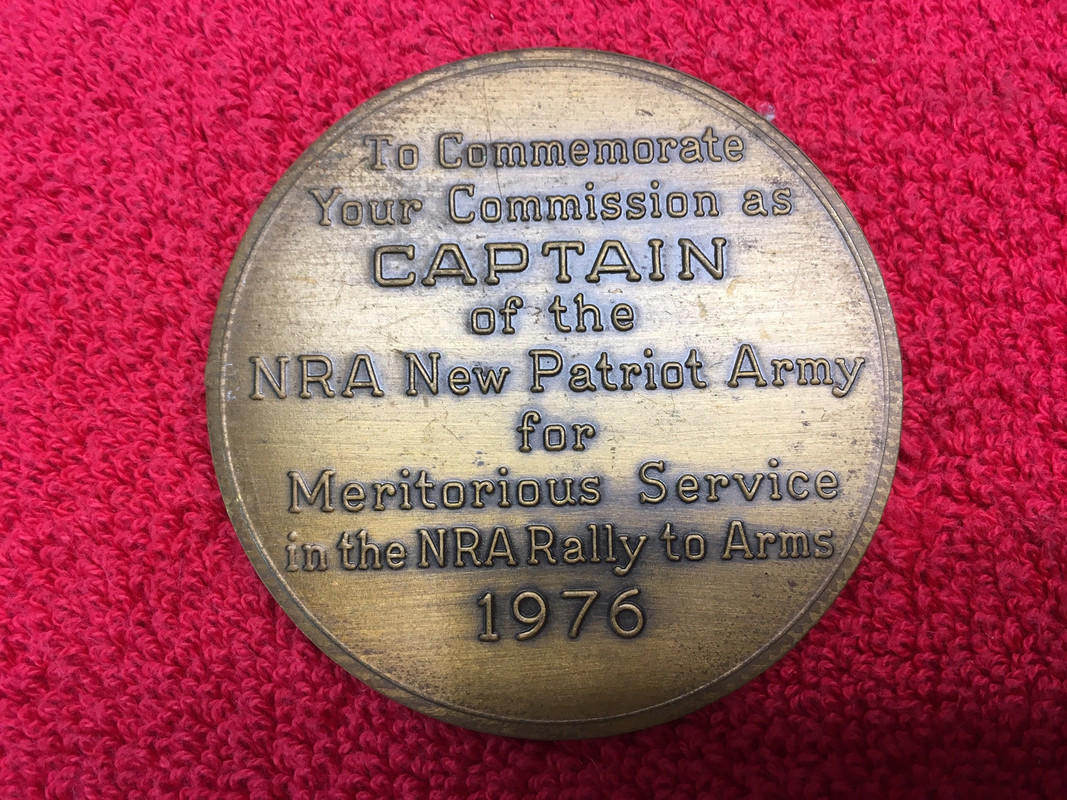 To Commemorate
Your Commission as
CAPTAIN
of the
NRA New Patriot Army
for
Meritorious Service
in the NRA Rally to Arms
1976